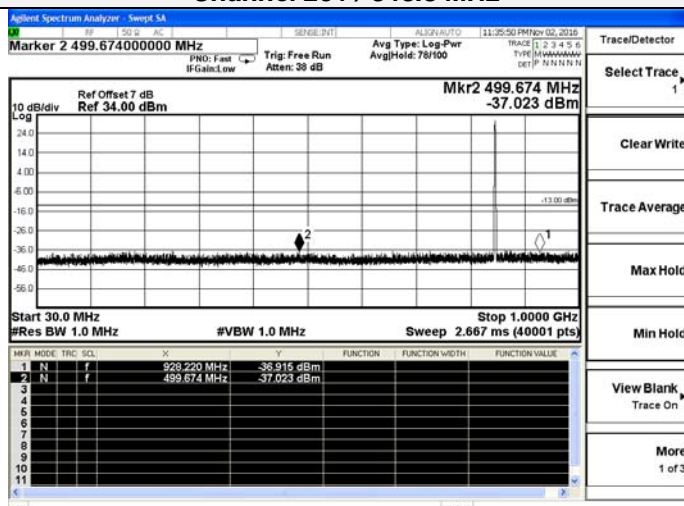 Agilent Spectrum Analyzer - Swept SA
RF 50 Ω AC SENSE:INT ALIGN AUTO 11:35:50 PM Nov 02, 2016
Marker 2 499.674000000 MHz
PNO: Fast
IFGain:Low
Trig: Free Run
Atten: 38 dB
Avg Type: Log-Pwr
Avg|Hold: 78/100
TRACE 1 2 3 4 5 6
TYPE MWWWWW
DET P N N N N N
Trace/Detector
Select Trace
1
Clear Write
Trace Average
Max Hold
Min Hold
View Blank
Trace On
More
1 of 3
10 dB/div
Log
Ref Offset 7 dB
Ref 34.00 dBm
Mkr2 499.674 MHz
-37.023 dBm
24.0
14.0
-6.00
-16.0
-26.0
-36.0
-46.0
-56.0
-13.00 dBm
2
1
Start 30.0 MHz
#Res BW 1.0 MHz
#VBW 1.0 MHz
Stop 1.0000 GHz
Sweep 2.667 ms (40001 pts)
MKR MODE TRC SCL X Y FUNCTION FUNCTION WIDTH FUNCTION VALUE
1 N f 928.220 MHz -36.915 dBm
2 N f 499.674 MHz -37.023 dBm
3
4
5
6
7
8
9
10
11